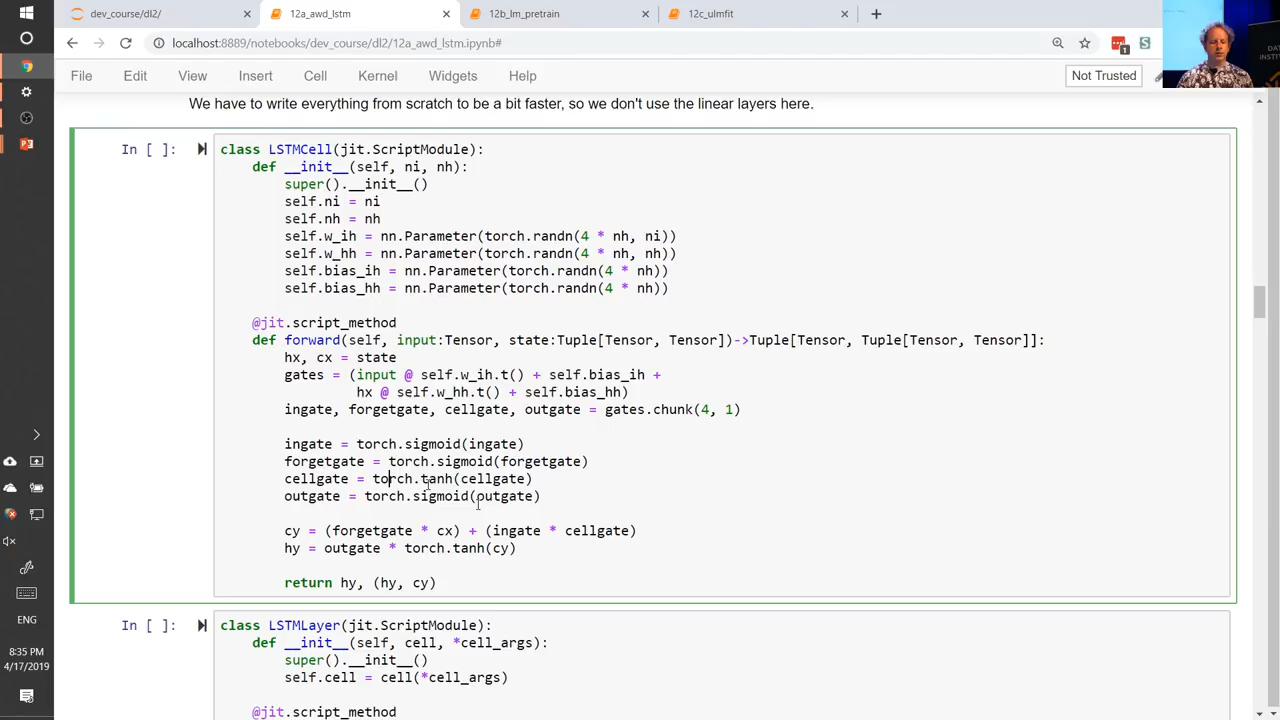 dev_course/dl2/
12a_awd_lstm
12b_lm_pretrain
12c_ulmfit
localhost:8889/notebooks/dev_course/dl2/12a_awd_lstm.ipynb#
1
S
File Edit View Insert Cell Kernel Widgets Help
Not Trusted
We have to write everything from scratch to be a bit faster, so we don't use the linear layers here.
In [ ]:
class LSTMCell(jit.ScriptModule):
def __init__(self, ni, nh):
super().__init__()
self.ni = ni
self.nh = nh
self.w_ih = nn.Parameter(torch.randn(4 * nh, ni))
self.w_hh = nn.Parameter(torch.randn(4 * nh, nh))
self.bias_ih = nn.Parameter(torch.randn(4 * nh))
self.bias_hh = nn.Parameter(torch.randn(4 * nh))
@jit.script_method
def forward(self, input:Tensor, state:Tuple[Tensor, Tensor])->Tuple[Tensor, Tuple[Tensor, Tensor]]:
hx, cx = state
gates = (input @ self.w_ih.t() + self.bias_ih +
hx @ self.w_hh.t() + self.bias_hh)
ingate, forgetgate, cellgate, outgate = gates.chunk(4, 1)
ingate = torch.sigmoid(ingate)
forgetgate = torch.sigmoid(forgetgate)
cellgate = torch.tanh(cellgate)
outgate = torch.sigmoid(outgate)
cy = (forgetgate * cx) + (ingate * cellgate)
hy = outgate * torch.tanh(cy)
return hy, (hy, cy)
In [ ]:
class LSTMLayer(jit.ScriptModule):
def __init__(self, cell, *cell_args):
super().__init__()
self.cell = cell(*cell_args)
@jit.script_method
ENG
8:35 PM
4/17/2019